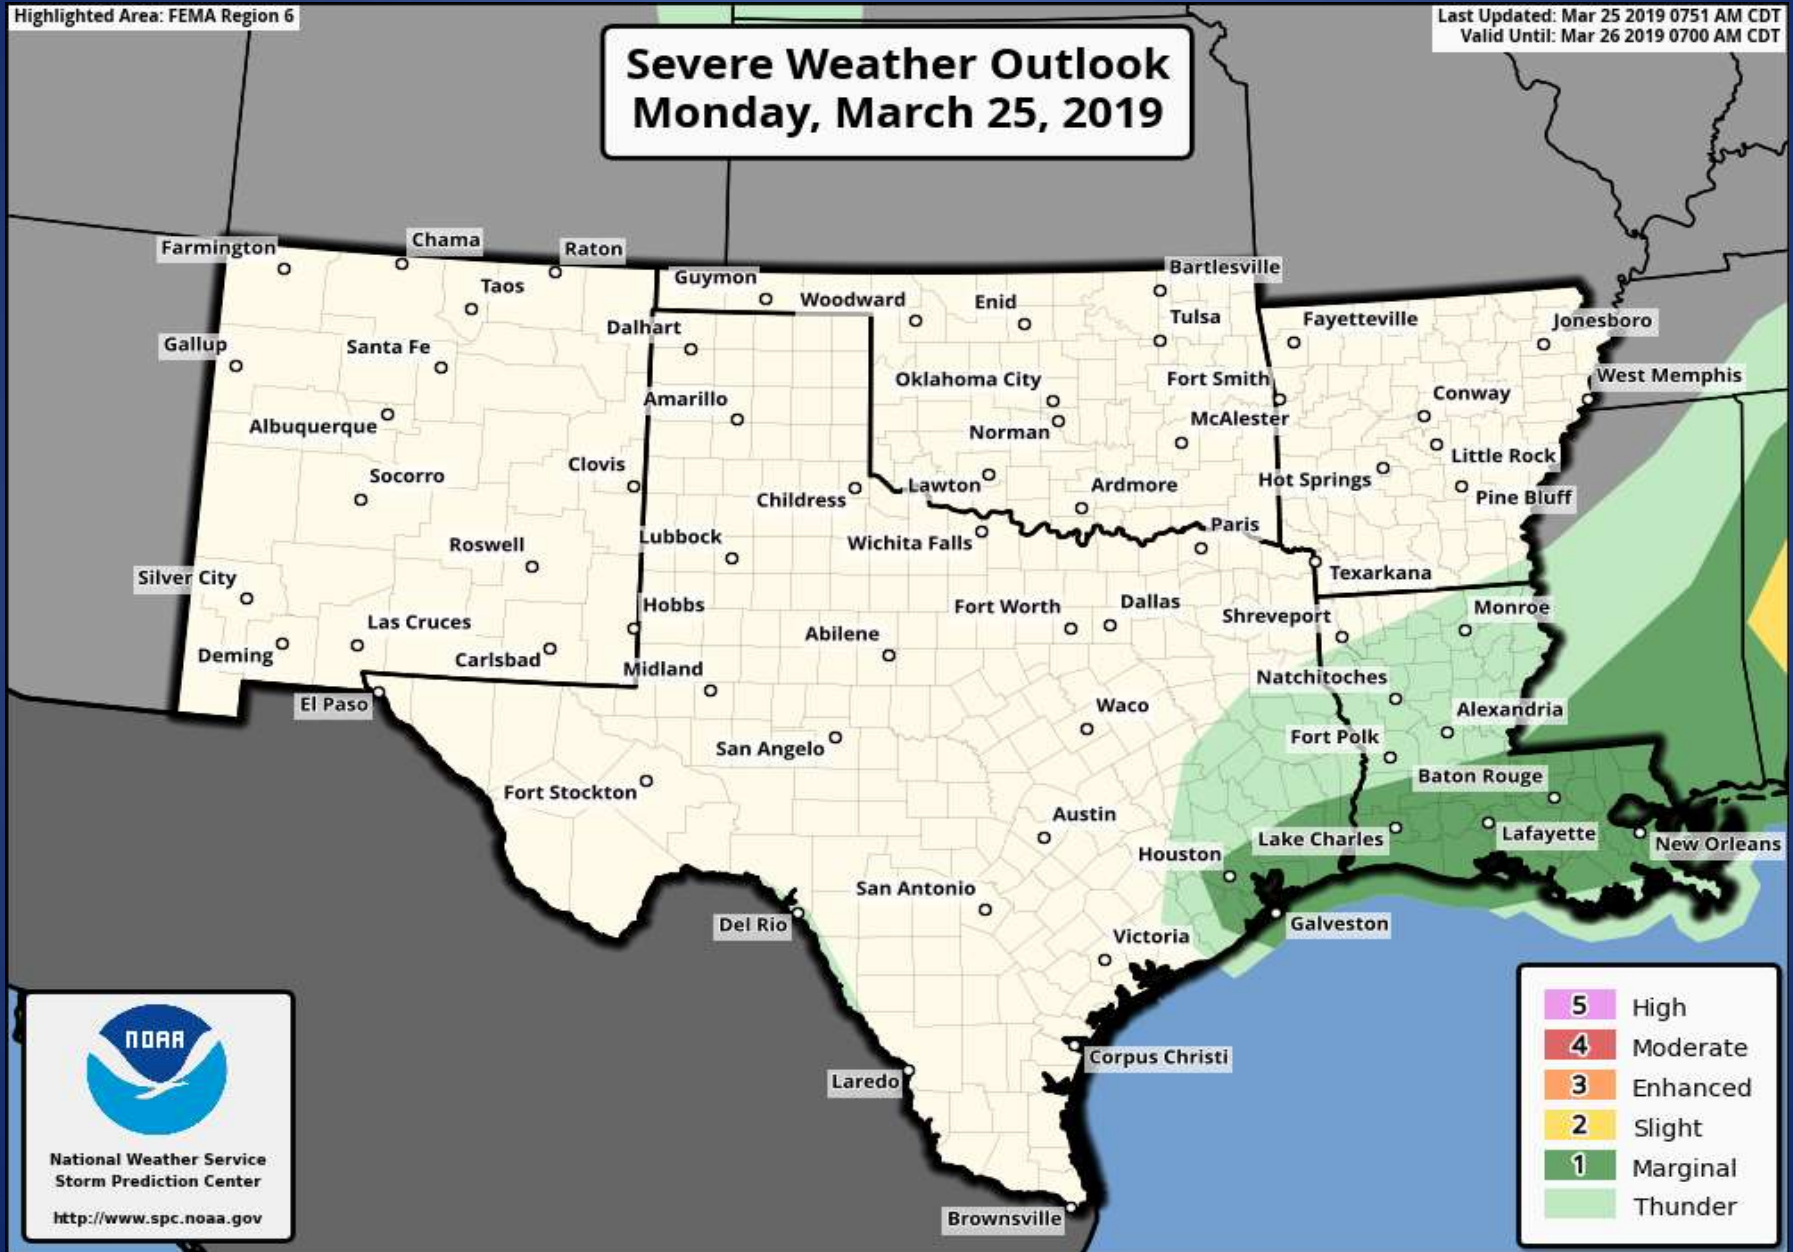 Highlighted Area: FEMA Region 6
Last Updated: Mar 25 2019 0751 AM CDT
Valid Until: Mar 26 2019 0700 AM CDT
Severe Weather Outlook
Monday, March 25, 2019
Farmington
Chama
Raton
Taos
Guymon
Woodward
Enid
Bartlesville
Tulsa
Fayetteville
Jonesboro
Gallup
Santa Fe
Dalhart
Oklahoma City
Fort Smith
West Memphis
Conway
Amarillo
Albuquerque
Norman
McAlester
Little Rock
Socorro
Clovis
Childress
Lawton
Ardmore
Hot Springs
Pine Bluff
Roswell
Lubbock
Wichita Falls
Paris
Texarkana
Silver City
Hobbs
Fort Worth
Dallas
Shreveport
Monroe
Las Cruces
Abilene
Deming
Carlsbad
Midland
Natchitoches
El Paso
Waco
Alexandria
San Angelo
Fort Polk
Fort Stockton
Baton Rouge
Austin
Lake Charles
Lafayette
New Orleans
Houston
San Antonio
Del Rio
Galveston
Victoria
Corpus Christi
Laredo
Brownsville
NOAA
National Weather Service
Storm Prediction Center
http://www.spc.noaa.gov
5 High
4 Moderate
3 Enhanced
2 Slight
1 Marginal
Thunder